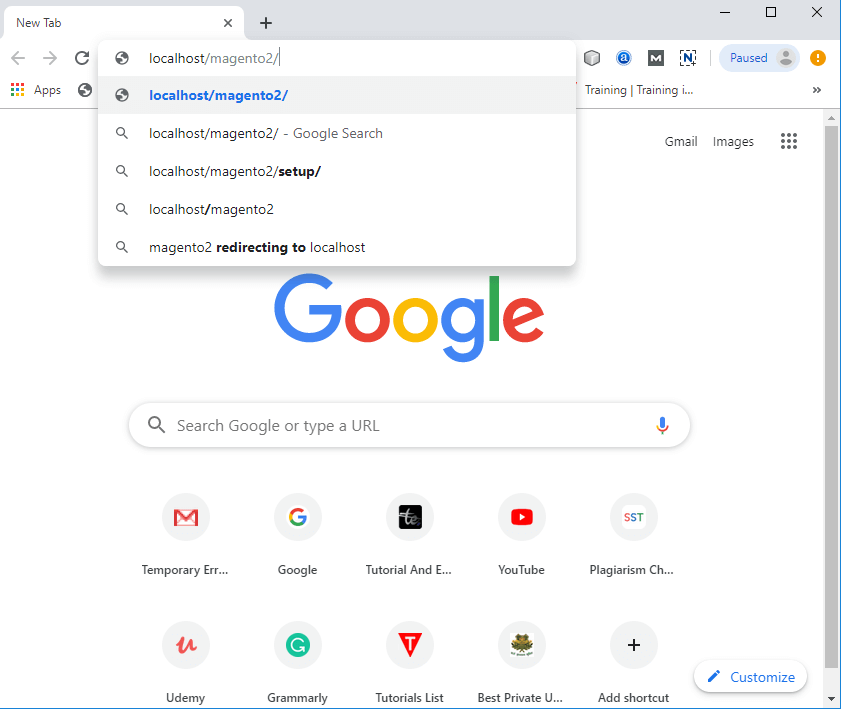 New Tab
localhost/magento2/
Paused
Apps
Training | Training i...
»
localhost/magento2/
localhost/magento2/ - Google Search
localhost/magento2/setup/
localhost/magento2
magento2 redirecting to localhost
Gmail Images
Google
Search Google or type a URL
SST
Temporary Err... Google Tutorial And E... YouTube Plagiarism Ch...
Udemy Grammarly Tutorials List Best Private U... Add shortcut
Customize